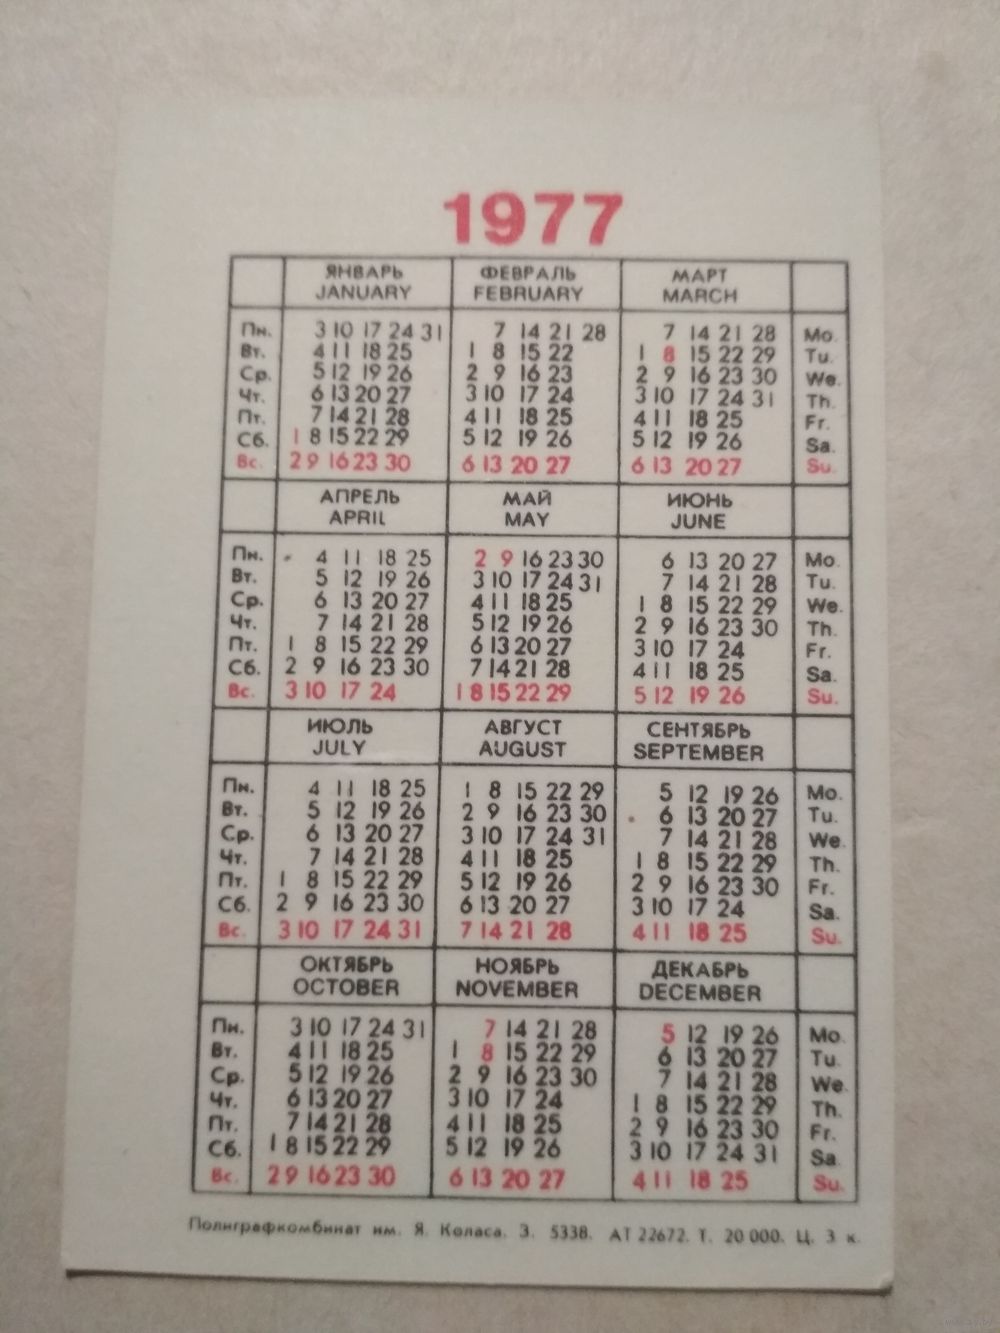 1977
ЯНВАРЬ ФЕВРАЛЬ МАРТ
JANUARY FEBRUARY MARCH
Пн. 3 10 17 24 31 7 14 21 28 7 14 21 28 Mo.
Вт. 4 11 18 25 1 8 15 22 1 8 15 22 29 Tu.
Ср. 5 12 19 26 2 9 16 23 2 9 16 23 30 We.
Чт. 6 13 20 27 3 10 17 24 3 10 17 24 31 Th.
Пт. 7 14 21 28 4 11 18 25 4 11 18 25 Fr.
Сб. 1 8 15 22 29 5 12 19 26 5 12 19 26 Sa.
Вс. 2 9 16 23 30 6 13 20 27 6 13 20 27 Su.
АПРЕЛЬ МАЙ ИЮНЬ
APRIL MAY JUNE
Пн. 4 11 18 25 2 9 16 23 30 6 13 20 27 Mo.
Вт. 5 12 19 26 3 10 17 24 31 7 14 21 28 Tu.
Ср. 6 13 20 27 4 11 18 25 1 8 15 22 29 We.
Чт. 7 14 21 28 5 12 19 26 2 9 16 23 30 Th.
Пт. 1 8 15 22 29 6 13 20 27 3 10 17 24 Fr.
Сб. 2 9 16 23 30 7 14 21 28 4 11 18 25 Sa.
Вс. 3 10 17 24 1 8 15 22 29 5 12 19 26 Su.
ИЮЛЬ АВГУСТ СЕНТЯБРЬ
JULY AUGUST SEPTEMBER
Пн. 4 11 18 25 1 8 15 22 29 5 12 19 26 Mo.
Вт. 5 12 19 26 2 9 16 23 30 6 13 20 27 Tu.
Ср. 6 13 20 27 3 10 17 24 31 7 14 21 28 We.
Чт. 7 14 21 28 4 11 18 25 1 8 15 22 29 Th.
Пт. 1 8 15 22 29 5 12 19 26 2 9 16 23 30 Fr.
Сб. 2 9 16 23 30 6 13 20 27 3 10 17 24 Sa.
Вс. 3 10 17 24 31 7 14 21 28 4 11 18 25 Su.
ОКТЯБРЬ НОЯБРЬ ДЕКАБРЬ
OCTOBER NOVEMBER DECEMBER
Пн. 3 10 17 24 31 7 14 21 28 5 12 19 26 Mo.
Вт. 4 11 18 25 1 8 15 22 29 6 13 20 27 Tu.
Ср. 5 12 19 26 2 9 16 23 30 7 14 21 28 We.
Чт. 6 13 20 27 3 10 17 24 1 8 15 22 29 Th.
Пт. 7 14 21 28 4 11 18 25 2 9 16 23 30 Fr.
Сб. 1 8 15 22 29 5 12 19 26 3 10 17 24 31 Sa.
Вс. 2 9 16 23 30 6 13 20 27 4 11 18 25 Su.
Полиграфкомбинат им. Я. Коласа. З. 5338. АТ 22672. Т. 20 000. Ц. 3 к.